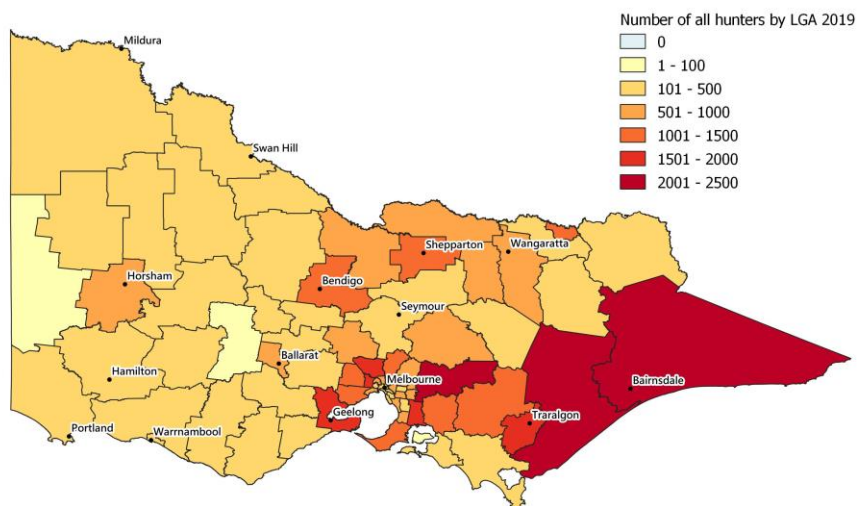 Number of all hunters by LGA 2019
0
1 - 100
101 - 500
501 - 1000
1001 - 1500
1501 - 2000
2001 - 2500
Mildura
Swan Hill
Shepparton
Wangaratta
Horsham
Bendigo
Seymour
Ballarat
Hamilton
Melbourne
Bairnsdale
Geelong
Traralgon
Portland
Warrnambool